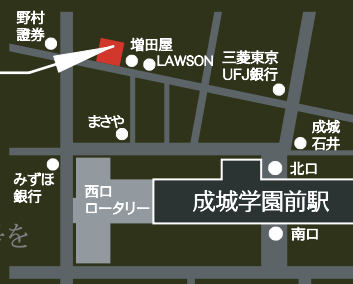 野村
證券
増田屋
LAWSON
三菱東京
UFJ銀行
まさや
成城
石井
みずほ
銀行
西口
ロータリー
北口
成城学園前駅
南口
を